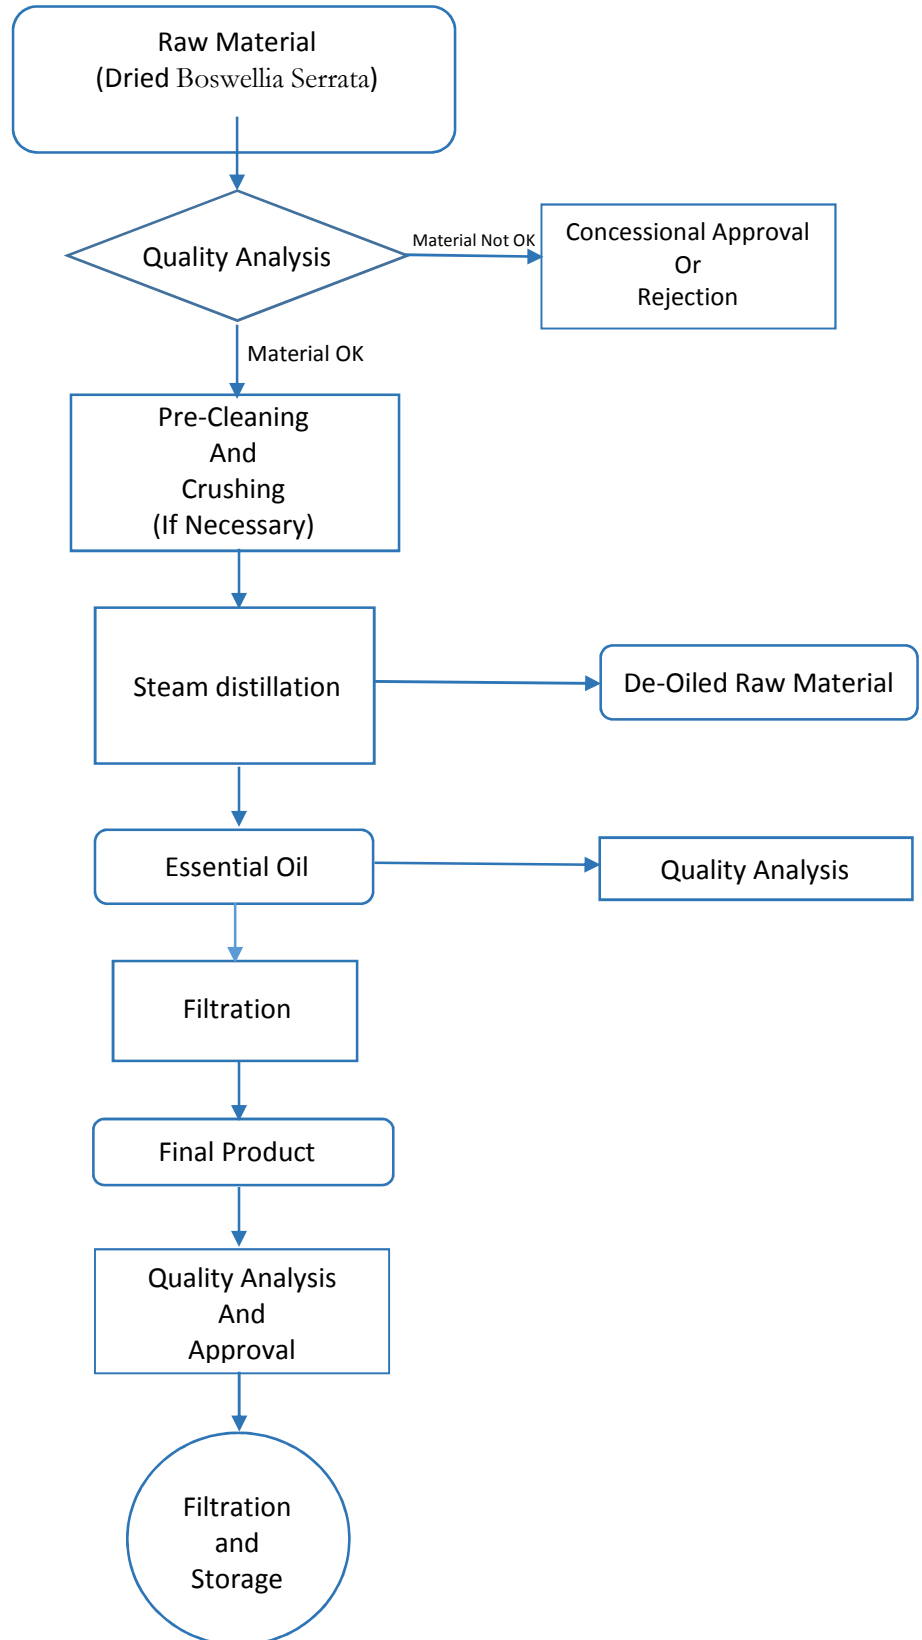 Raw Material
(Dried Boswellia Serrata)
Quality Analysis
Material Not OK
Concessional Approval
Or
Rejection
Material OK
Pre-Cleaning
And
Crushing
(If Necessary)
Steam distillation
De-Oiled Raw Material
Essential Oil
Quality Analysis
Filtration
Final Product
Quality Analysis
And
Approval
Filtration
and
Storage